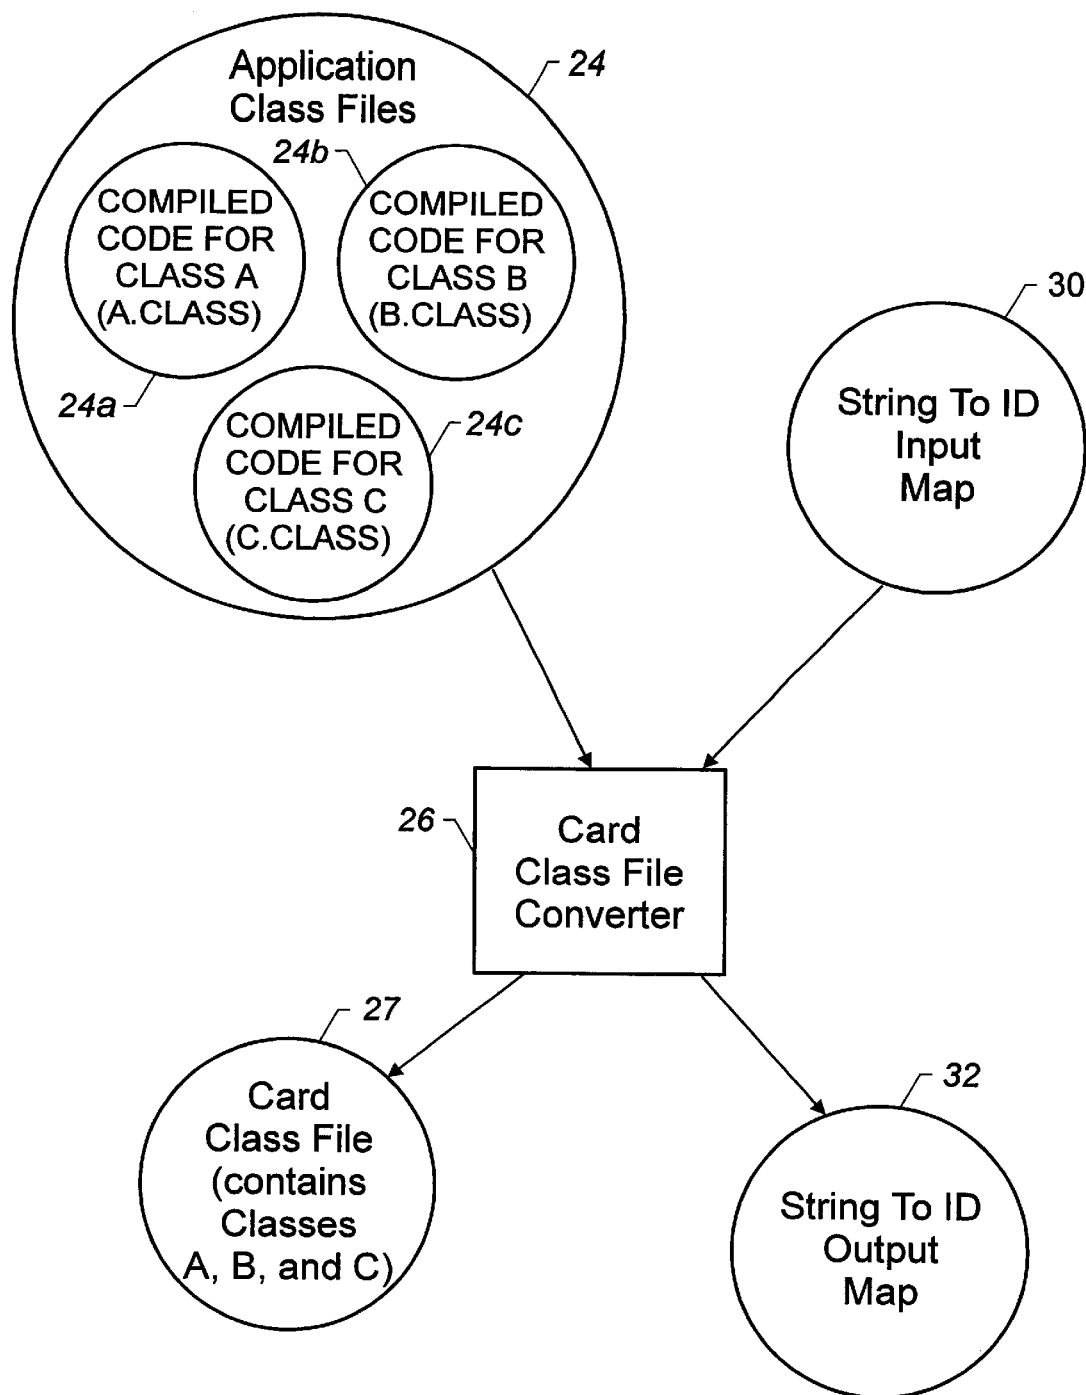 Application
Class Files
24
24b
COMPILED
CODE FOR
CLASS A
(A.CLASS)
COMPILED
CODE FOR
CLASS B
(B.CLASS)
24a
COMPILED
CODE FOR
CLASS C
(C.CLASS)
24c
30
String To ID
Input
Map
26
Card
Class File
Converter
27
Card
Class File
(contains
Classes
A, B, and C)
32
String To ID
Output
Map